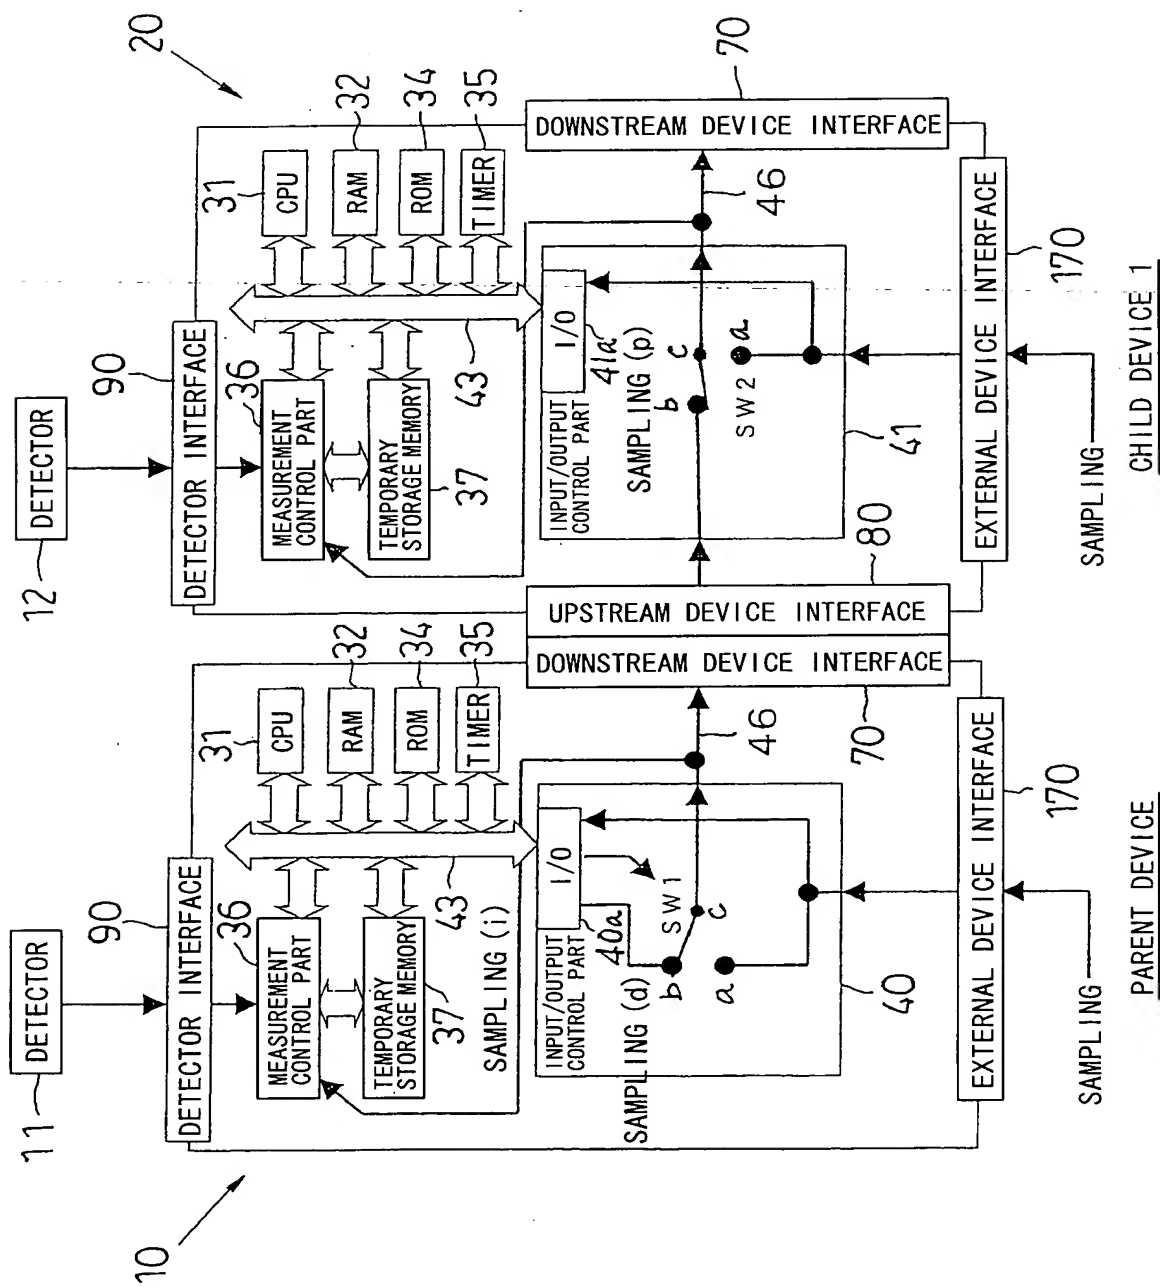 20
12
DETECTOR
90
DETECTOR INTERFACE
36
MEASUREMENT
CONTROL PART
TEMPORARY
STORAGE MEMORY
37
31
CPU
32
RAM
34
ROM
35
TIMER
43
I/O
41a
INPUT/OUTPUT
CONTROL PART
SAMPLING (p)
b
c
a
SW2
41
46
70
DOWNSTREAM DEVICE INTERFACE
80
UPSTREAM DEVICE INTERFACE
EXTERNAL DEVICE INTERFACE
170
SAMPLING
CHILD DEVICE 1
10
11
DETECTOR
90
DETECTOR INTERFACE
36
MEASUREMENT
CONTROL PART
TEMPORARY
STORAGE MEMORY
37
31
CPU
32
RAM
34
ROM
35
TIMER
43
SAMPLING (i)
I/O
40a
INPUT/OUTPUT
CONTROL PART
SAMPLING (d)
b
a
SW1
c
40
46
70
DOWNSTREAM DEVICE INTERFACE
EXTERNAL DEVICE INTERFACE
170
SAMPLING
PARENT DEVICE